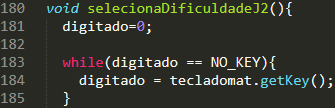 180 void selecionaDificuldadeJ2(){
181 digitado=0;
182
183 while(digitado == NO_KEY){
184 digitado = tecladomat.getKey();
185 }